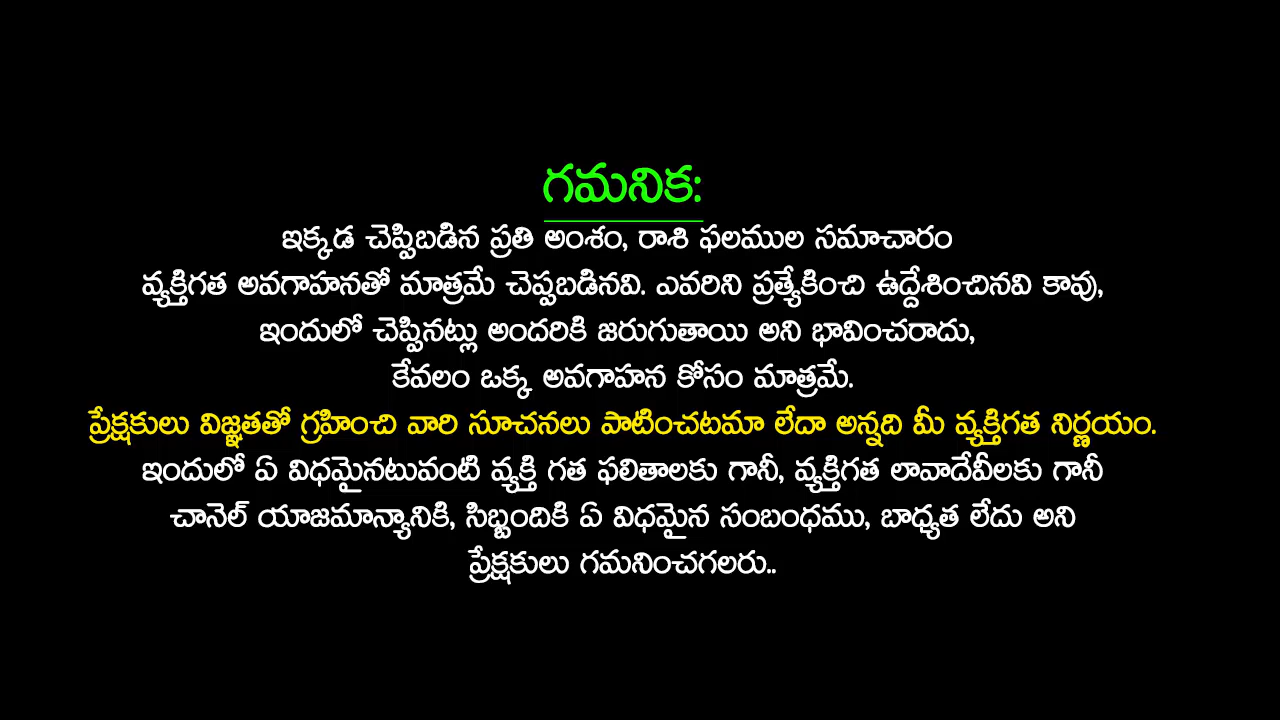 గమనిక:
ఇక్కడ చెప్పిబడిన ప్రతి అంశం, రాశి ఫలముల సమాచారం
వ్యక్తిగత అవగాహనతో మాత్రమే చెప్పబడినవి. ఎవరిని ప్రత్యేకించి ఉద్దేశించినవి కావు,
ఇందులో చెప్పినట్లు అందరికి జరుగుతాయి అని భావించరాదు,
కేవలం ఒక్క అవగాహన కోసం మాత్రమే.
ప్రేక్షకులు విజ్ఞతతో గ్రహించి వారి సూచనలు పాటించటమా లేదా అన్నది మీ వ్యక్తిగత నిర్ణయం.
ఇందులో ఏ విధమైనటువంటి వ్యక్తి గత ఫలితాలకు గానీ, వ్యక్తిగత లావాదేవీలకు గానీ
చానెల్ యాజమాన్యానికి, సిబ్బందికి ఏ విధమైన సంబంధము, బాధ్యత లేదు అని
ప్రేక్షకులు గమనించగలరు..